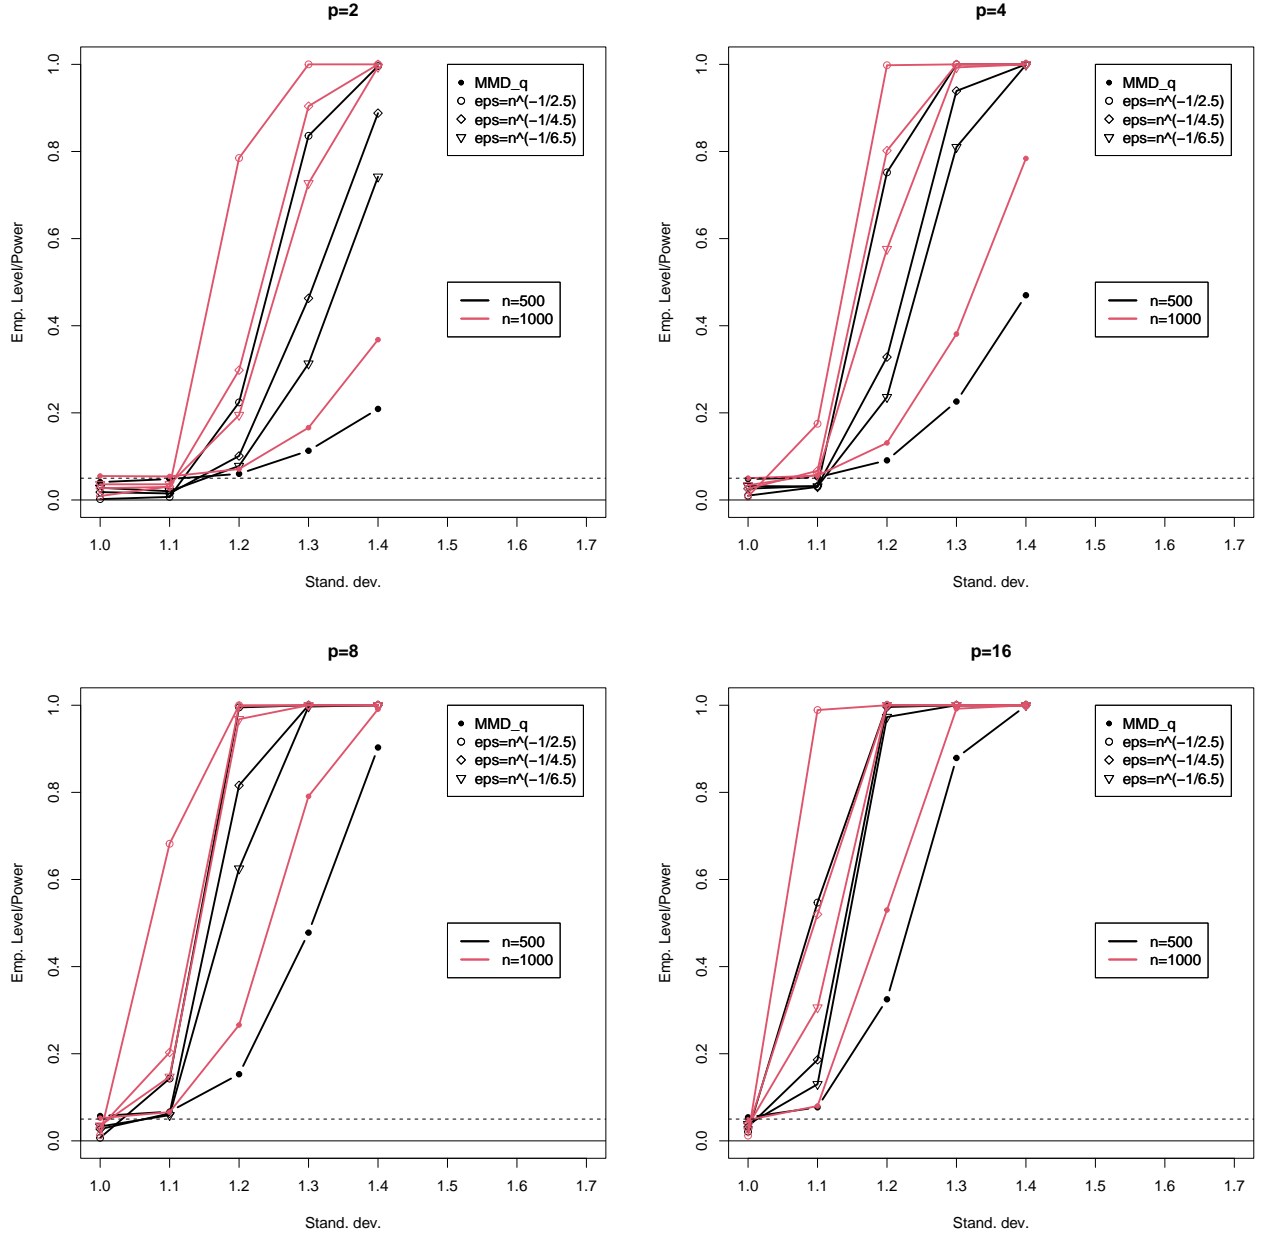 p=2
Emp. Level/Power
1.0
0.8
0.6
0.4
0.2
0.0
MMD_q
eps=n^(−1/2.5)
eps=n^(−1/4.5)
eps=n^(−1/6.5)
n=500
n=1000
1.0 1.1 1.2 1.3 1.4 1.5 1.6 1.7
Stand. dev.
p=4
Emp. Level/Power
1.0
0.8
0.6
0.4
0.2
0.0
MMD_q
eps=n^(−1/2.5)
eps=n^(−1/4.5)
eps=n^(−1/6.5)
n=500
n=1000
1.0 1.1 1.2 1.3 1.4 1.5 1.6 1.7
Stand. dev.
p=8
Emp. Level/Power
1.0
0.8
0.6
0.4
0.2
0.0
MMD_q
eps=n^(−1/2.5)
eps=n^(−1/4.5)
eps=n^(−1/6.5)
n=500
n=1000
1.0 1.1 1.2 1.3 1.4 1.5 1.6 1.7
Stand. dev.
p=16
Emp. Level/Power
1.0
0.8
0.6
0.4
0.2
0.0
MMD_q
eps=n^(−1/2.5)
eps=n^(−1/4.5)
eps=n^(−1/6.5)
n=500
n=1000
1.0 1.1 1.2 1.3 1.4 1.5 1.6 1.7
Stand. dev.